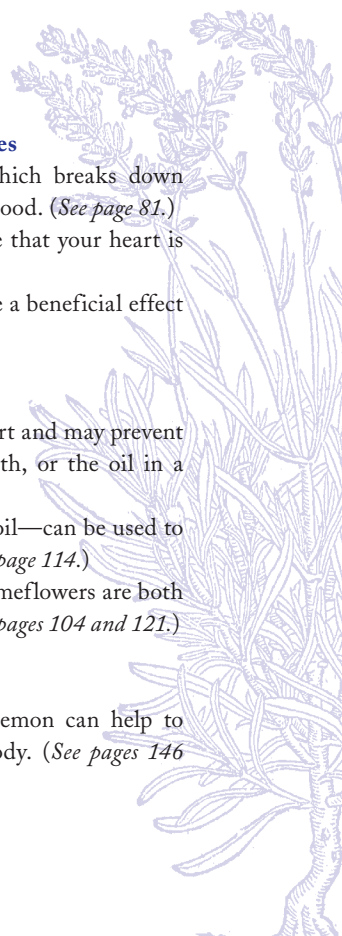 es
hich breaks down
ood. (See page 81.)
e that your heart is
e a beneficial effect
rt and may prevent
th, or the oil in a
oil—can be used to
page 114.)
meflowers are both
pages 104 and 121.)
emon can help to
ody. (See pages 146